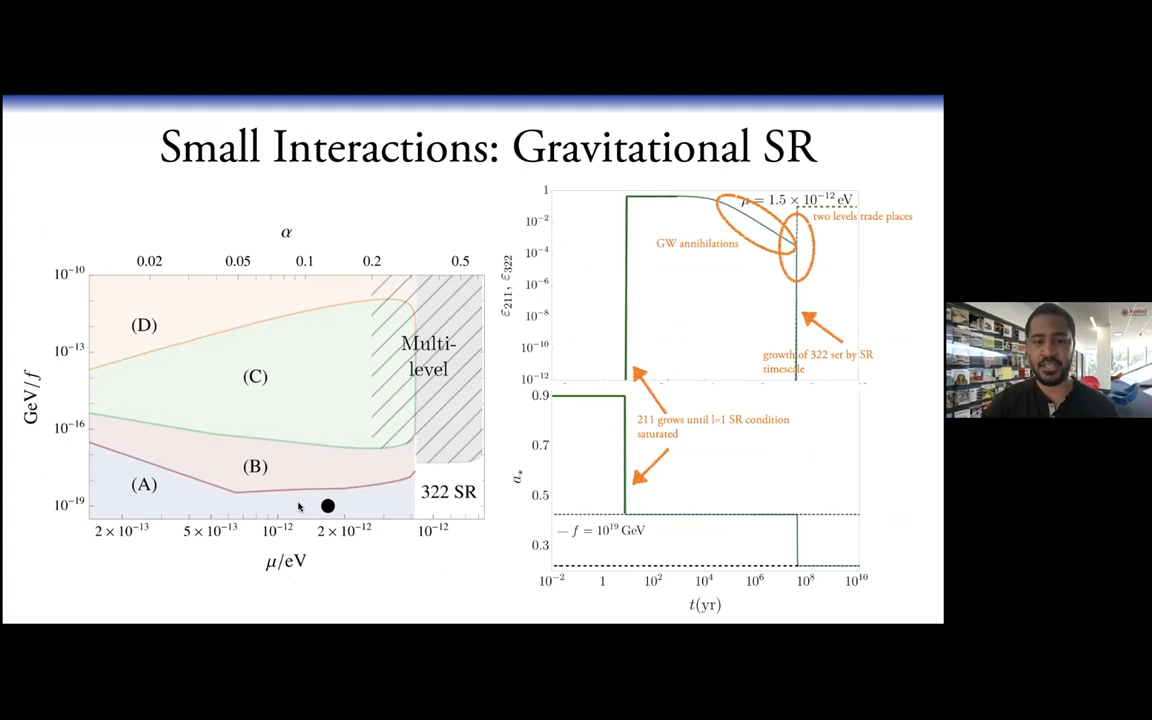 Small Interactions: Gravitational SR
α
0.02 0.05 0.1 0.2 0.5
10⁻¹⁰
10⁻¹³
10⁻¹⁶
10⁻¹⁹
GeV/f
(D)
(C)
(B)
(A)
Multi-
level
322 SR
2 × 10⁻¹³ 5 × 10⁻¹³ 10⁻¹² 2 × 10⁻¹² 10⁻¹²
μ/eV
ε₂₁₁, ε₃₂₂
1
10⁻²
10⁻⁴
10⁻⁶
10⁻⁸
10⁻¹⁰
10⁻¹²
μ = 1.5 × 10⁻¹² eV
two levels trade places
GW annihilations
growth of 322 set by SR
timescale
211 grows until l=1 SR condition
saturated
a*
0.9
0.7
0.5
0.3
— f = 10¹⁹ GeV
10⁻² 1 10² 10⁴ 10⁶ 10⁸ 10¹⁰
t(yr)